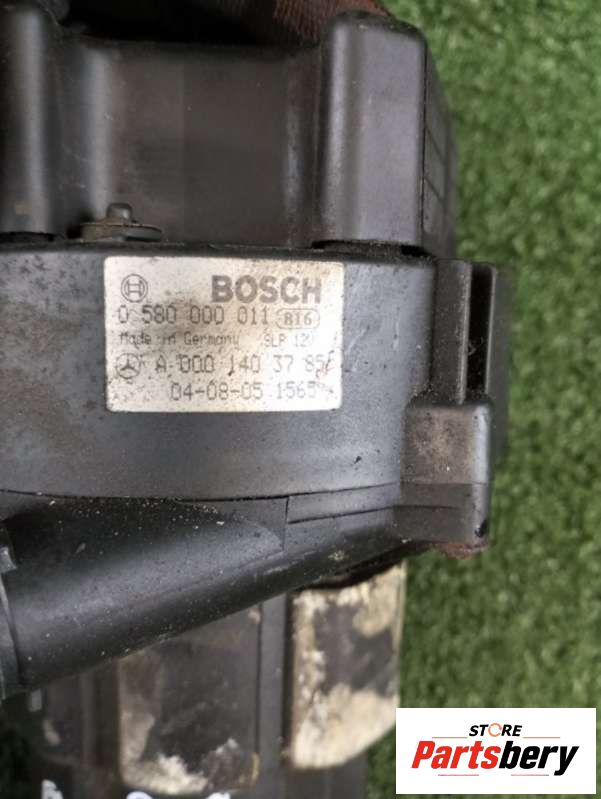 BOSCH
0 580 000 011 816
Made in Germany SLP 12V
A 000 140 37 85
04-08-05 1565
STORE
Partsbery